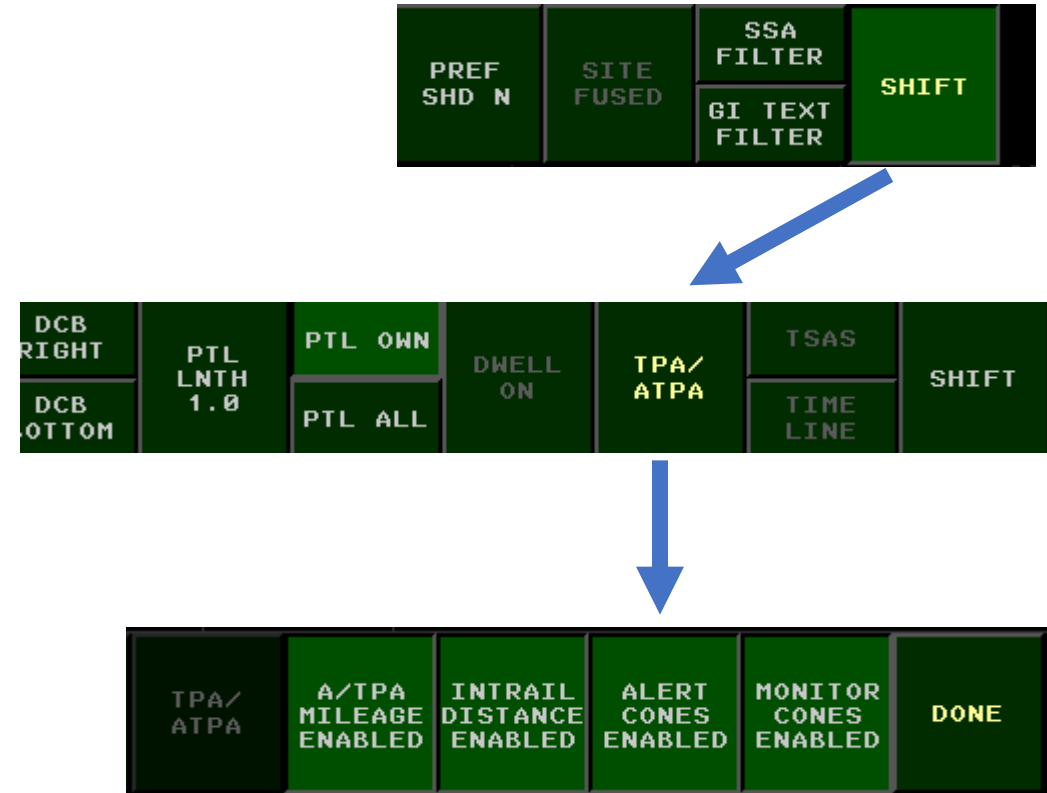 PREF
SHD N
SITE
FUSED
SSA
FILTER
GI TEXT
FILTER
SHIFT
DCB
RIGHT
DCB
OTTOM
PTL
LNTH
1.0
PTL OWN
PTL ALL
DWELL
ON
TPA/
ATPA
TSAS
TIME
LINE
SHIFT
TPA/
ATPA
A/TPA
MILEAGE
ENABLED
INTRAIL
DISTANCE
ENABLED
ALERT
CONES
ENABLED
MONITOR
CONES
ENABLED
DONE